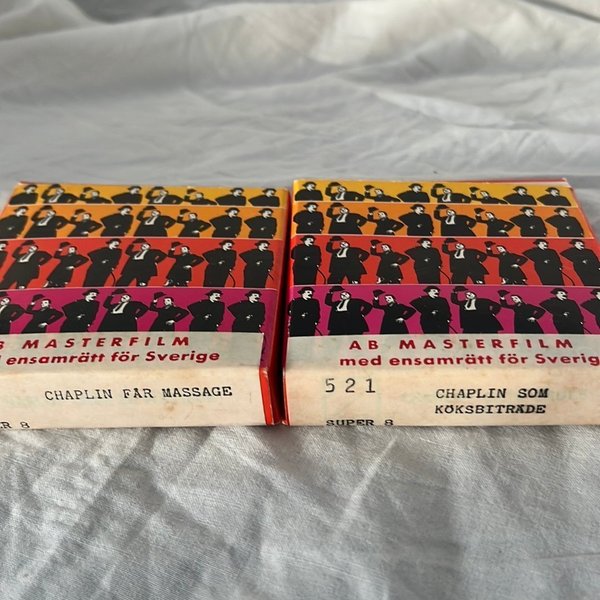 AB MASTERFILM
med ensamrätt för Sverige
CHAPLIN FÅR MASSAGE
SUPER 8
AB MASTERFILM
med ensamrätt för Sverige
521
CHAPLIN SOM
KÖKSBITRÄDE
SUPER 8